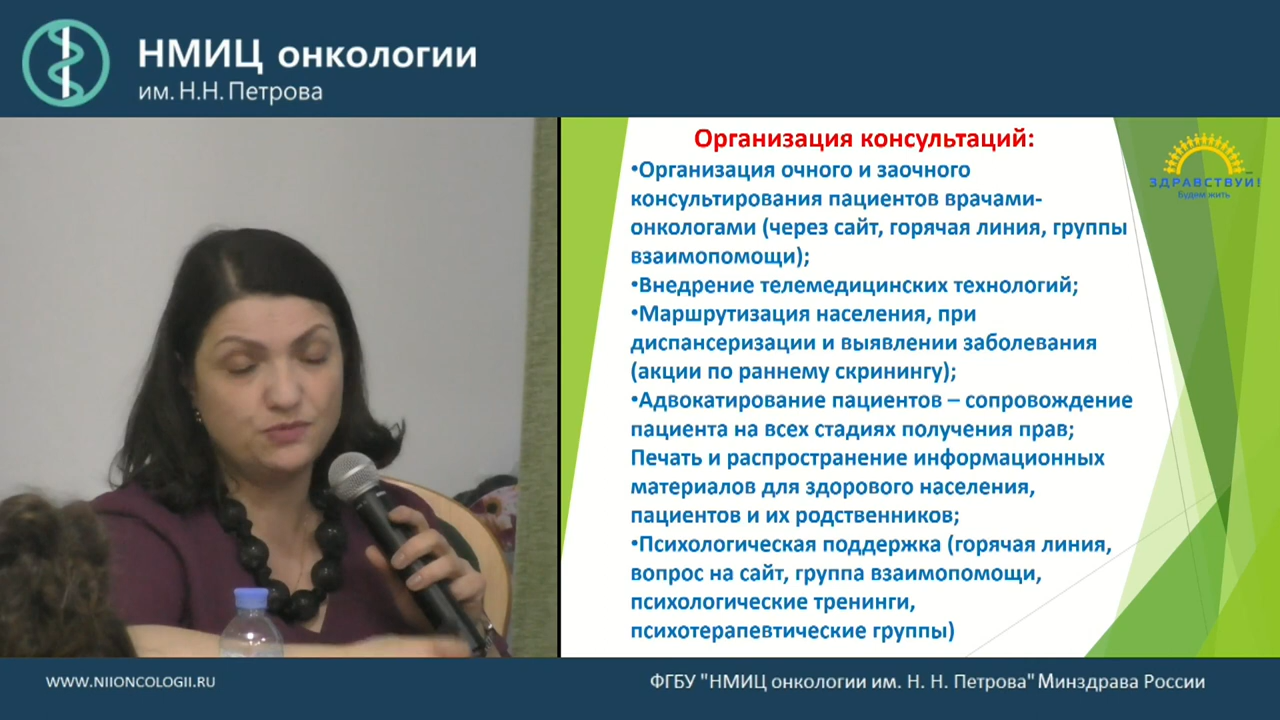 НМИЦ онкологии
им. Н.Н. Петрова
Организация консультаций:
•Организация очного и заочного
консультирования пациентов врачами-
онкологами (через сайт, горячая линия, группы
взаимопомощи);
•Внедрение телемедицинских технологий;
•Маршрутизация населения, при
диспансеризации и выявлении заболевания
(акции по раннему скринингу);
•Адвокатирование пациентов – сопровождение
пациента на всех стадиях получения прав;
Печать и распространение информационных
материалов для здорового населения,
пациентов и их родственников;
•Психологическая поддержка (горячая линия,
вопрос на сайт, группа взаимопомощи,
психологические тренинги,
психотерапевтические группы)
ЗДРАВСТВУЙ!
Будем жить
WWW.NIIONCOLOGII.RU
ФГБУ "НМИЦ онкологии им. Н. Н. Петрова" Минздрава России